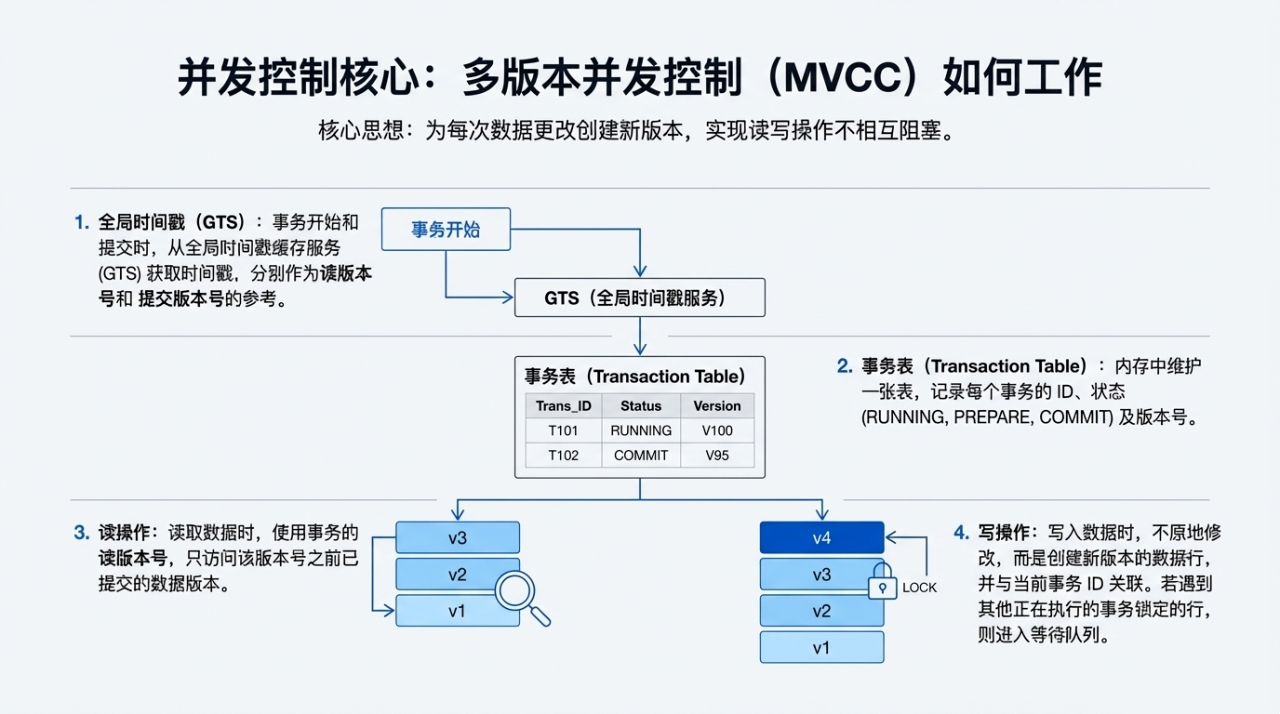 并发控制核心：多版本并发控制（MVCC）如何工作
核心思想：为每次数据更改创建新版本，实现读写操作不相互阻塞。
1. 全局时间戳（GTS）：事务开始和
提交时，从全局时间戳缓存服务
(GTS) 获取时间戳，分别作为读版本
号和 提交版本号的参考。
事务开始
GTS（全局时间戳服务）
事务表（Transaction Table）
Trans_ID Status Version
T101 RUNNING V100
T102 COMMIT V95
2. 事务表（Transaction Table）：内存中维护
一张表，记录每个事务的 ID、状态
(RUNNING, PREPARE, COMMIT) 及版本号。
3. 读操作：读取数据时，使用事务的
读版本号，只访问该版本号之前已
提交的数据版本。
v3
v2
v1
v4
v3
v2
v1
LOCK
4. 写操作：写入数据时，不原地修
改，而是创建新版本的数据行，
并与当前事务 ID 关联。若遇到
其他正在执行的事务锁定的行，
则进入等待队列。